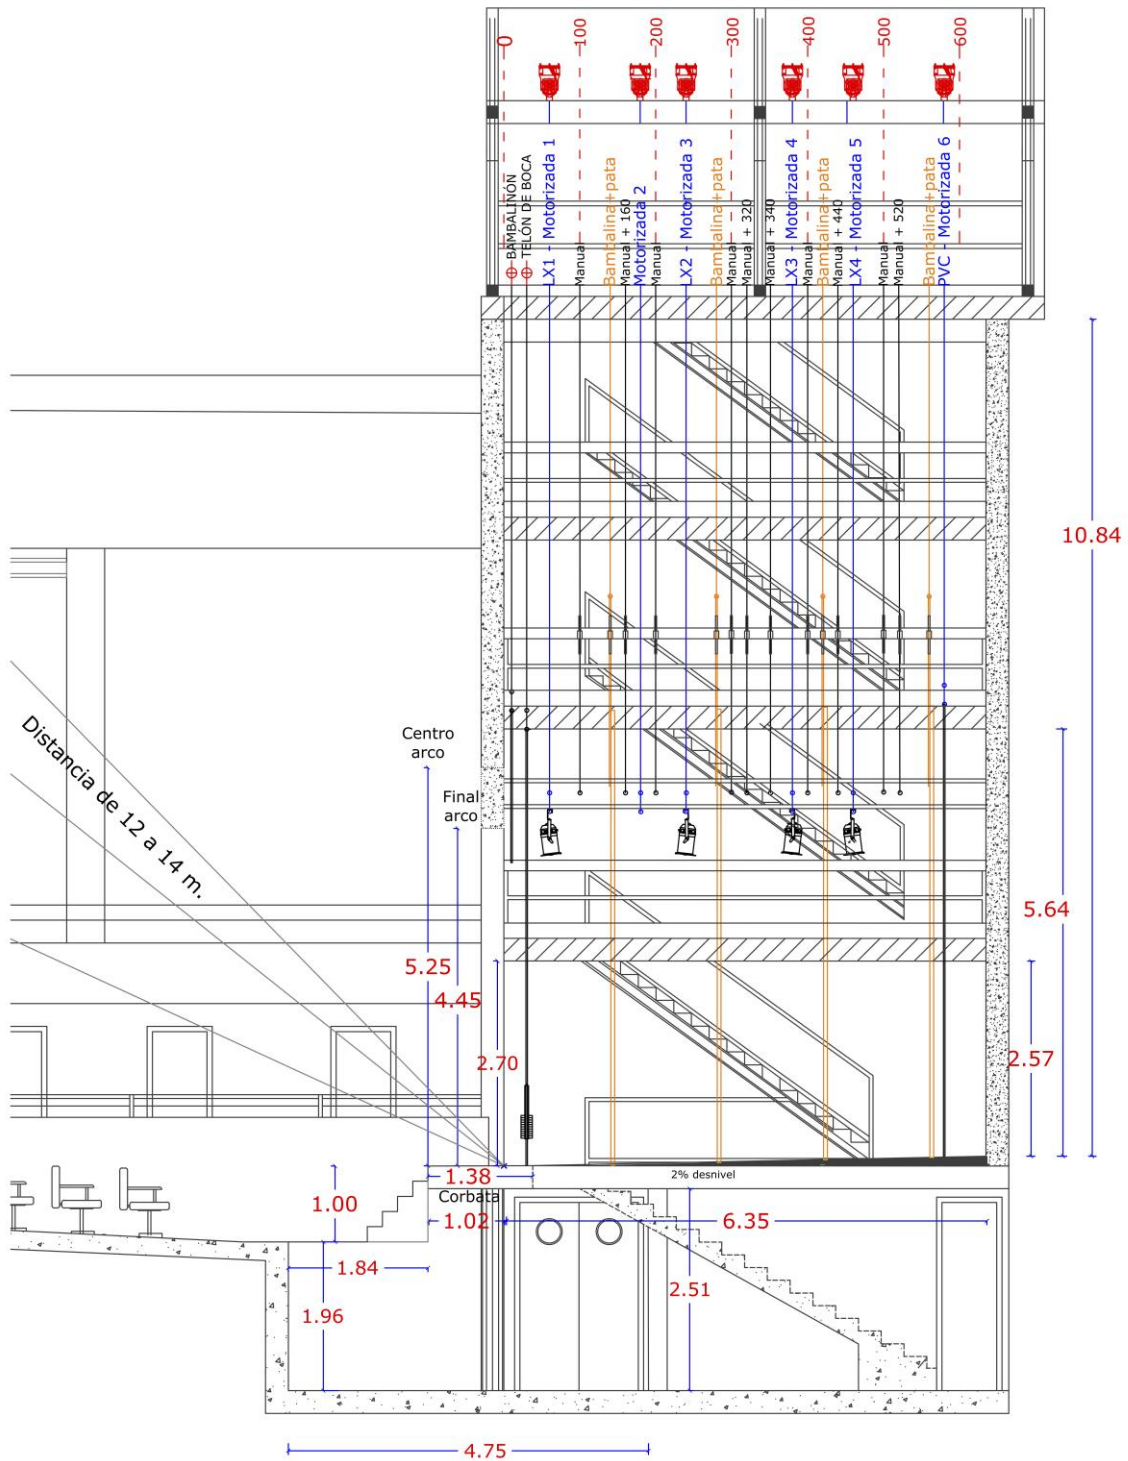 0
100
200
300
400
500
600
BAMBALINÓN
TELÓN DE BOCA
LX1 - Motorizada 1
Manual
Bambalina+pata
Manual + 160
Motorizada 2
Manual
LX2 - Motorizada 3
Bambalina+pata
Manual
Manual + 320
Manual + 340
LX3 - Motorizada 4
Manual
Bambalina+pata
Manual + 440
LX4 - Motorizada 5
Manual
Manual + 520
Bambalina+pata
PVC - Motorizada 6
10.84
Distancia de 12 a 14 m.
Centro
arco
Final
arco
5.64
5.25
4.45
2.70
2.57
1.38
2% desnivel
Corbata
1.00
1.02
6.35
1.84
2.51
1.96
4.75